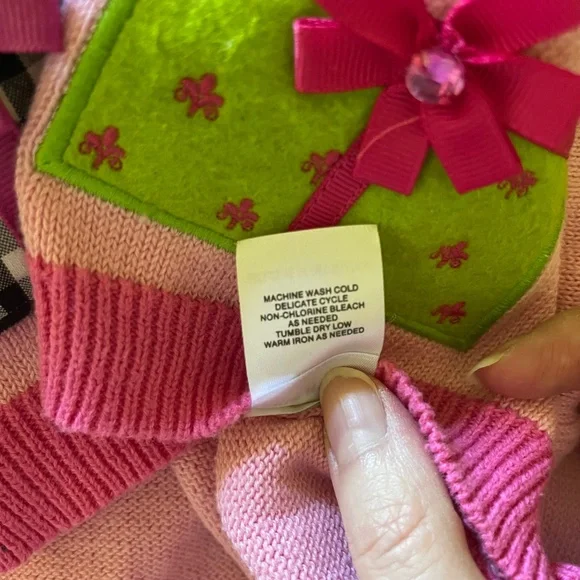 MACHINE WASH COLD
DELICATE CYCLE
NON-CHLORINE BLEACH
AS NEEDED
TUMBLE DRY LOW
WARM IRON AS NEEDED